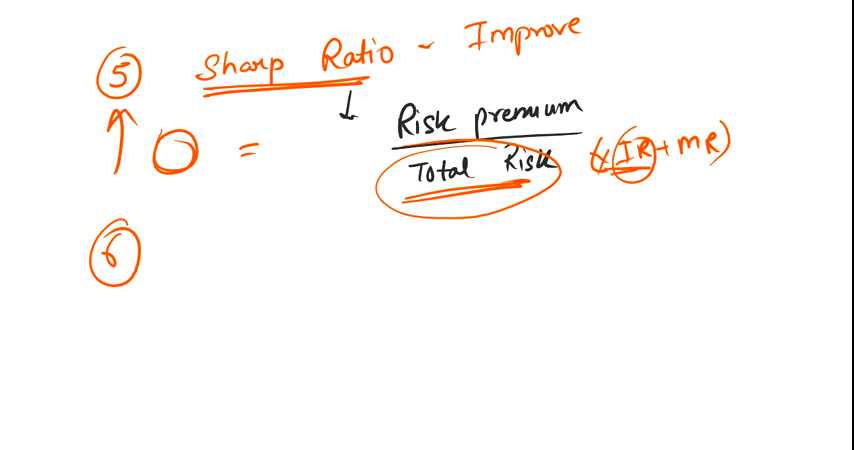 5 Sharp Ratio - Improve
Risk premium
=
Total Risk (IR + MR)
6